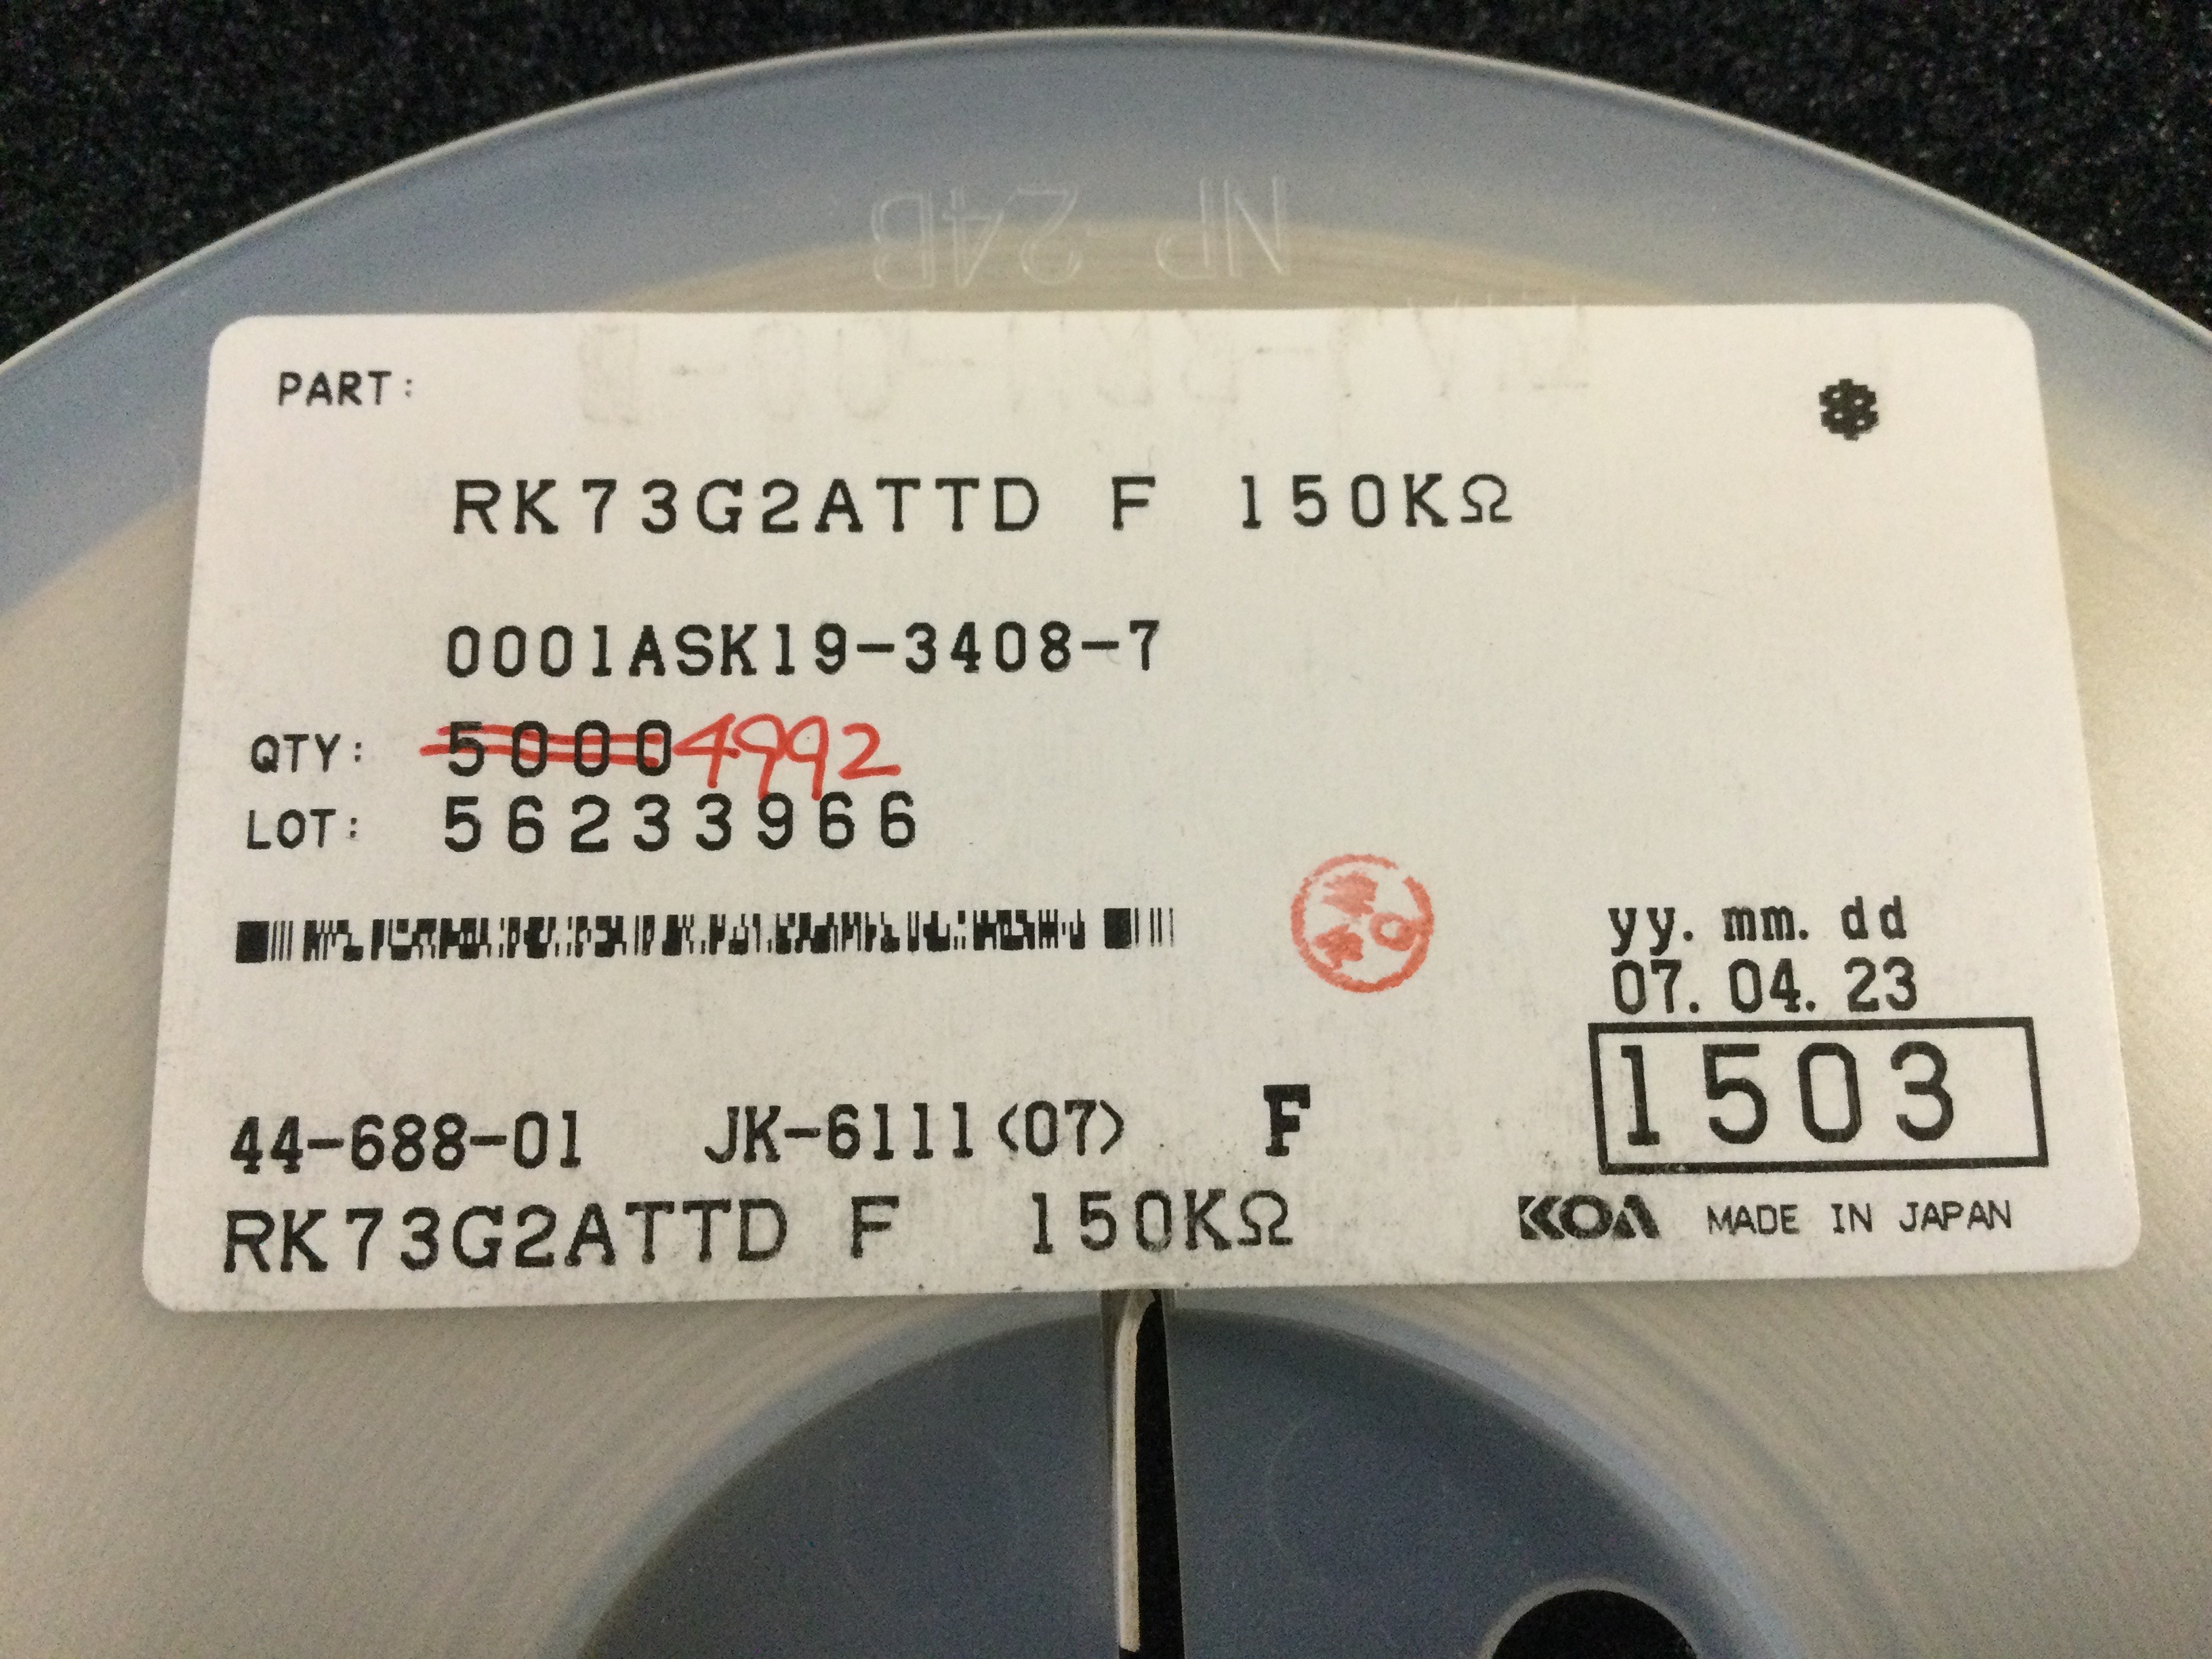 NP-24B
PART:
RK73G2ATTD F 150KΩ
0001ASK19-3408-7
QTY: 5000 4992
LOT: 56233966
yy. mm. dd
07. 04. 23
1503
44-688-01 JK-6111(07) F
RK73G2ATTD F 150KΩ
KOA MADE IN JAPAN